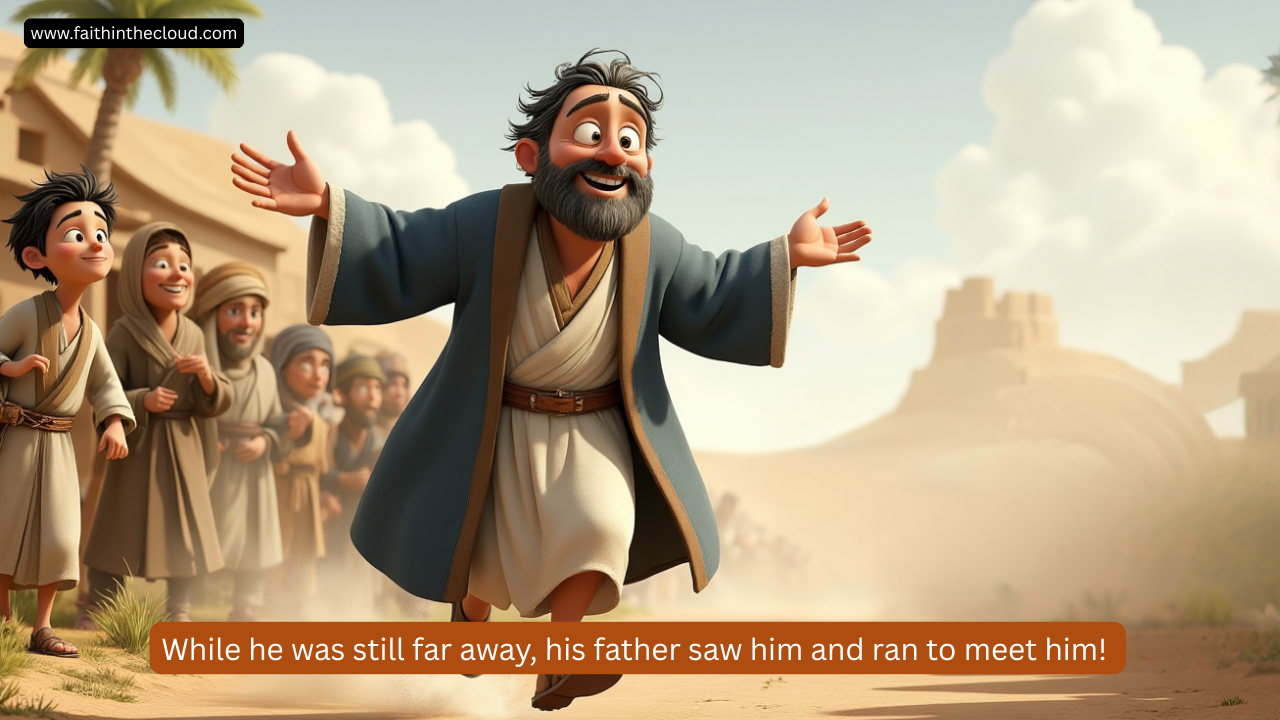 www.faithinthecloud.com
While he was still far away, his father saw him and ran to meet him!